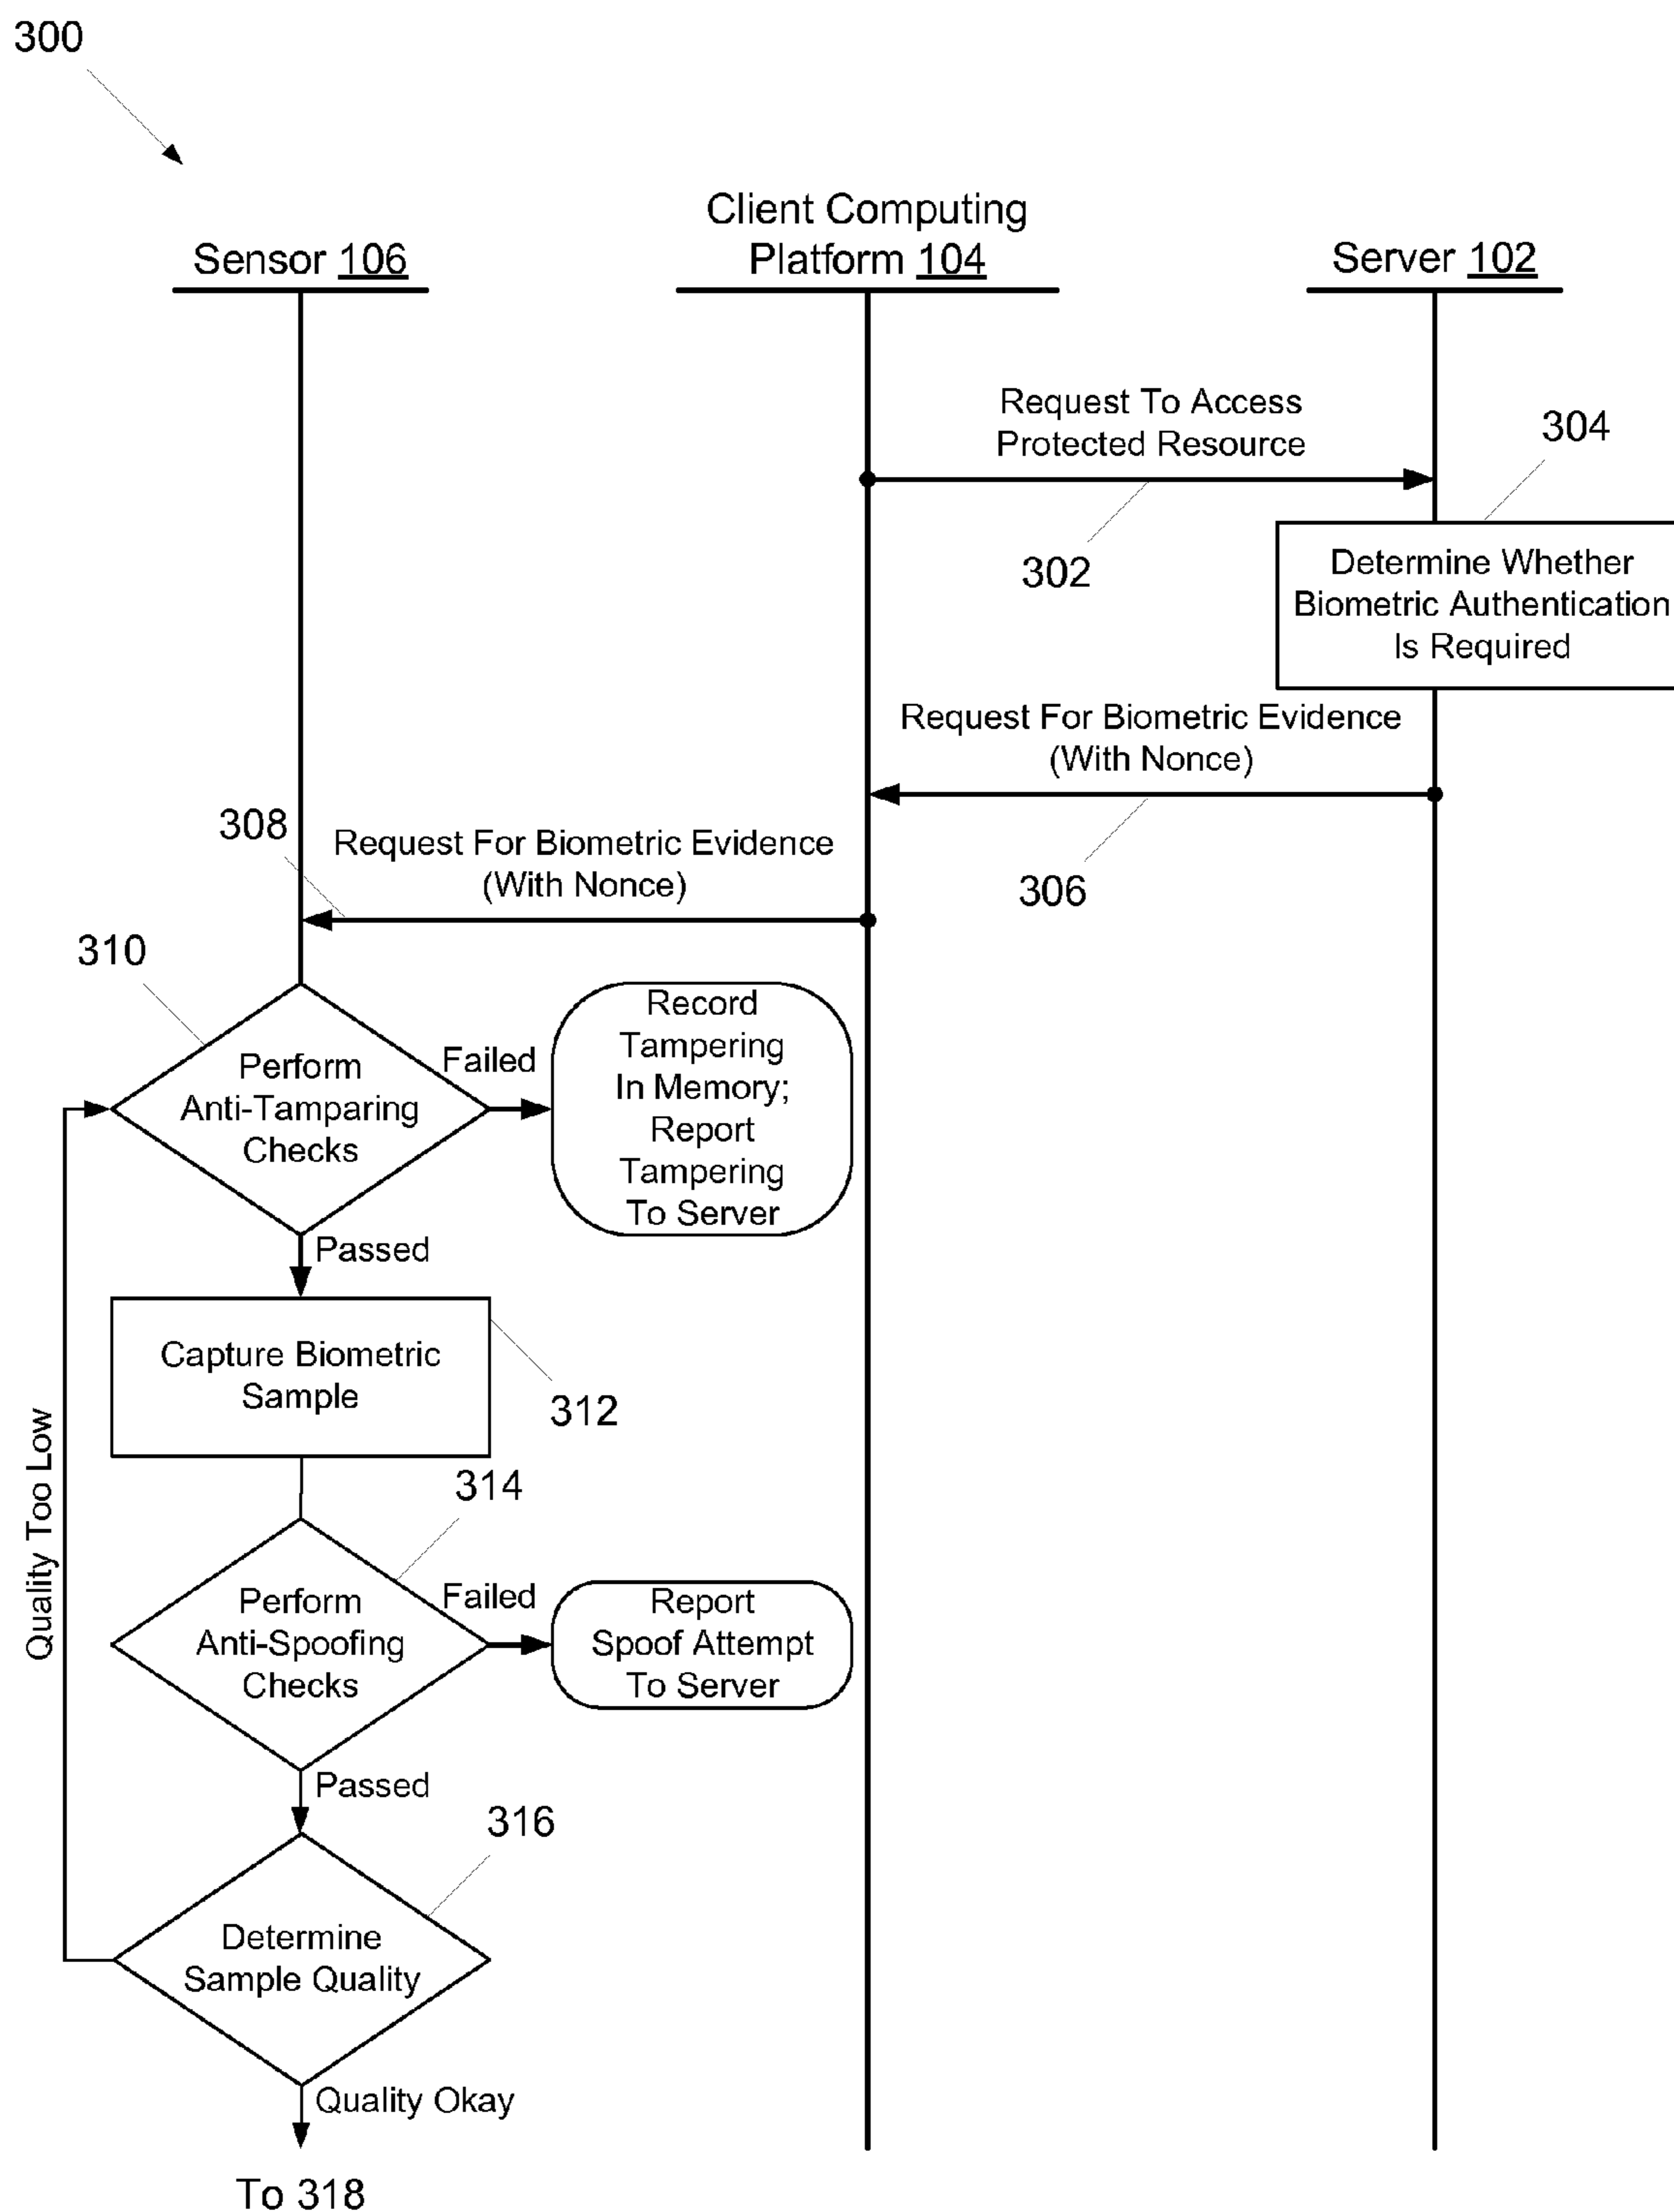 300
Client Computing
Sensor 106
Platform 104
Server 102
Request To Access
Protected Resource
304
302
Determine Whether
Biometric Authentication
Is Required
Request For Biometric Evidence
(With Nonce)
306
308
Request For Biometric Evidence
(With Nonce)
310
Perform
Anti-Tamparing
Checks
Failed
Record
Tampering
In Memory;
Report
Tampering
To Server
Passed
Capture Biometric
Sample
312
314
Quality Too Low
Perform
Anti-Spoofing
Checks
Failed
Report
Spoof Attempt
To Server
Passed
316
Determine
Sample Quality
Quality Okay
To 318